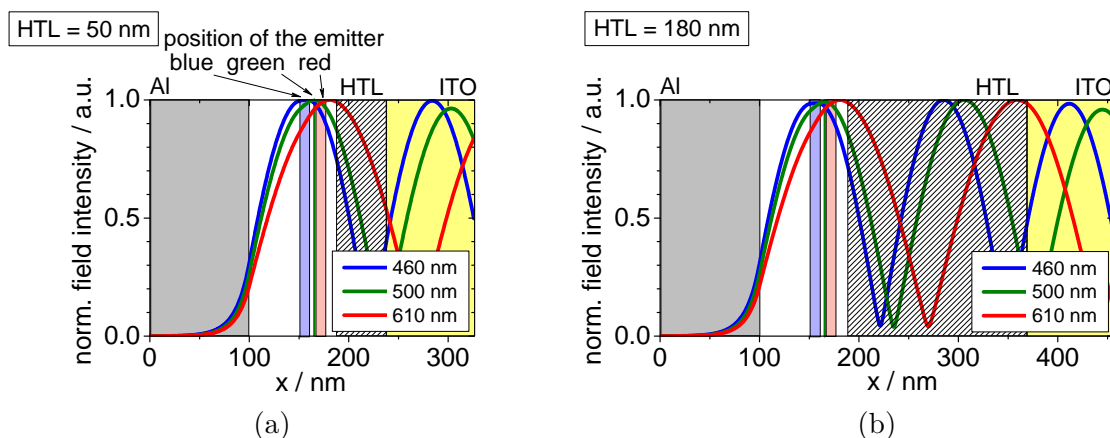 HTL = 50 nm
position of the emitter
blue green red
Al
HTL
ITO
norm. field intensity / a.u.
1.0
0.5
0.0
460 nm
500 nm
610 nm
0 100 200 300
x / nm
(a)
HTL = 180 nm
Al
HTL
ITO
norm. field intensity / a.u.
1.0
0.5
0.0
460 nm
500 nm
610 nm
0 100 200 300 400
x / nm
(b)